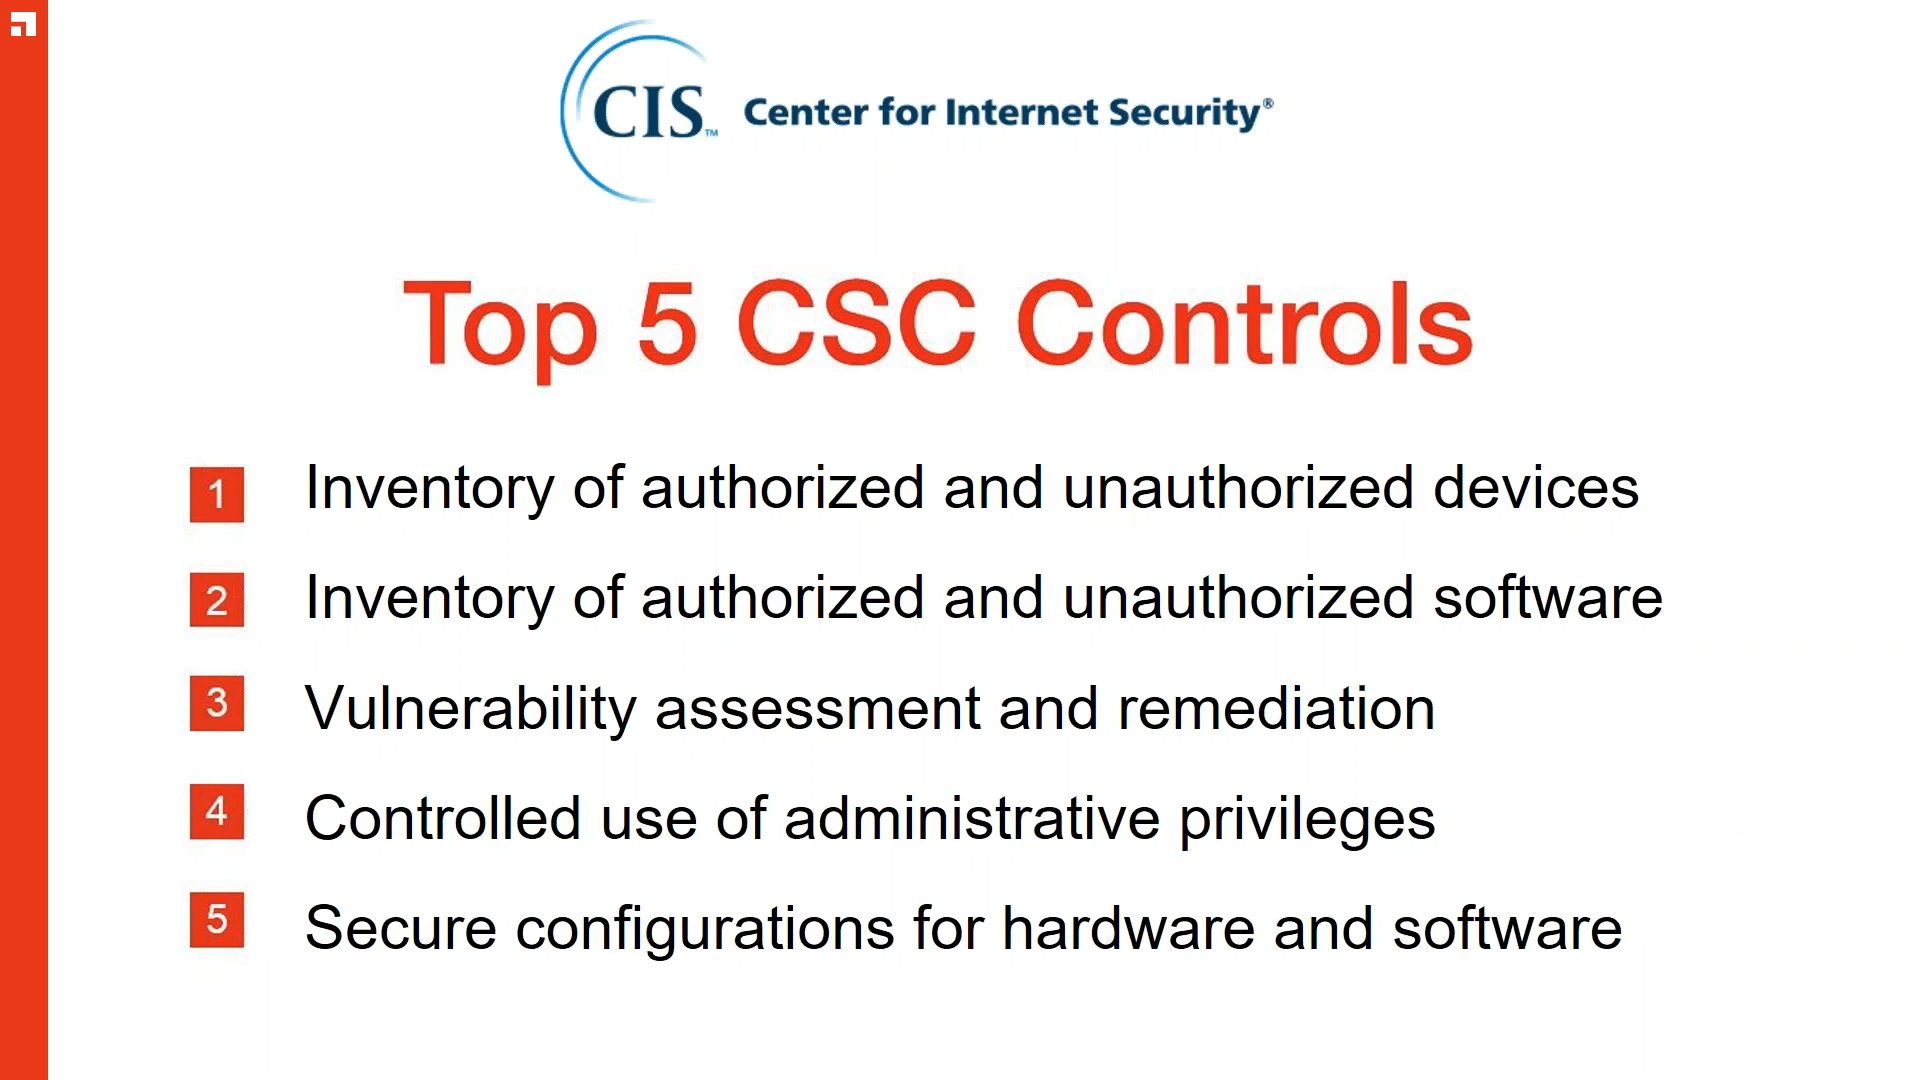 CIS™ Center for Internet Security®
Top 5 CSC Controls
1 Inventory of authorized and unauthorized devices
2 Inventory of authorized and unauthorized software
3 Vulnerability assessment and remediation
4 Controlled use of administrative privileges
5 Secure configurations for hardware and software